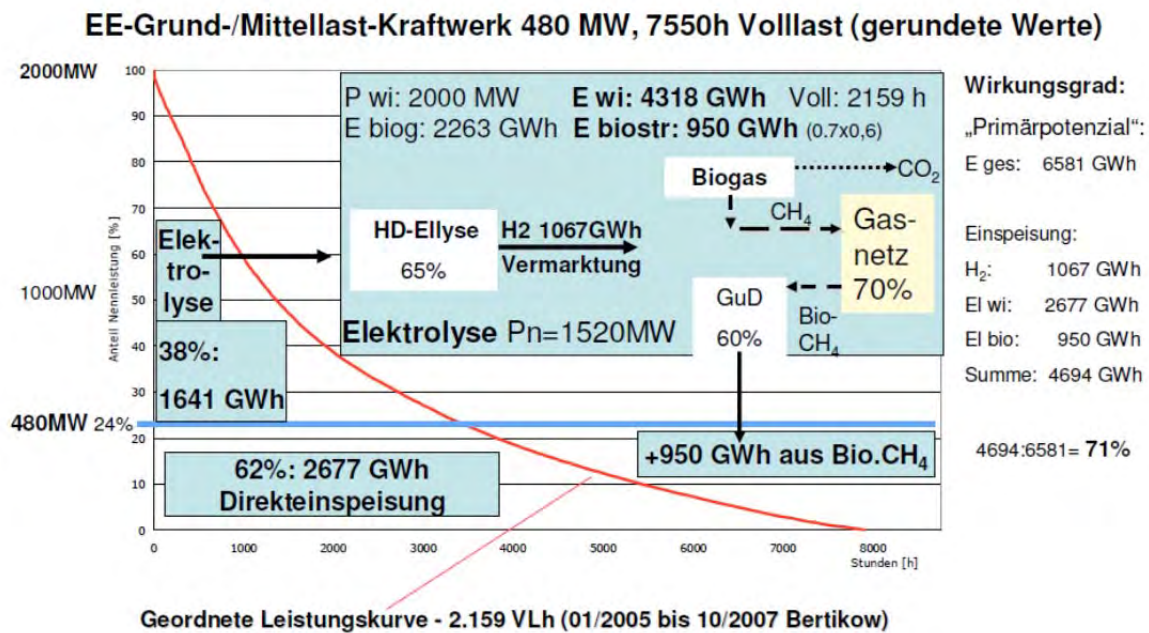 EE-Grund-/Mittellast-Kraftwerk 480 MW, 7550h Volllast (gerundete Werte)
2000MW
1000MW
480MW 24%
Anteil Nennleistung [%]
100
90
80
70
60
50
40
30
20
10
0
P wi: 2000 MW E wi: 4318 GWh Voll: 2159 h
E biog: 2263 GWh E biostr: 950 GWh (0.7x0,6)
Biogas
CO2
CH4
Elek-
tro-
lyse
HD-Ellyse
65%
H2 1067GWh
Vermarktung
Gas-
netz
70%
GuD
60%
Bio-
CH4
Elektrolyse Pn=1520MW
38%:
1641 GWh
62%: 2677 GWh
Direkteinspeisung
+950 GWh aus Bio.CH4
0 1000 2000 3000 4000 5000 6000 7000 8000
Stunden [h]
Geordnete Leistungskurve - 2.159 VLh (01/2005 bis 10/2007 Bertikow)
Wirkungsgrad:
„Primärpotenzial“:
E ges: 6581 GWh
Einspeisung:
H2: 1067 GWh
El wi: 2677 GWh
El bio: 950 GWh
Summe: 4694 GWh
4694:6581= 71%